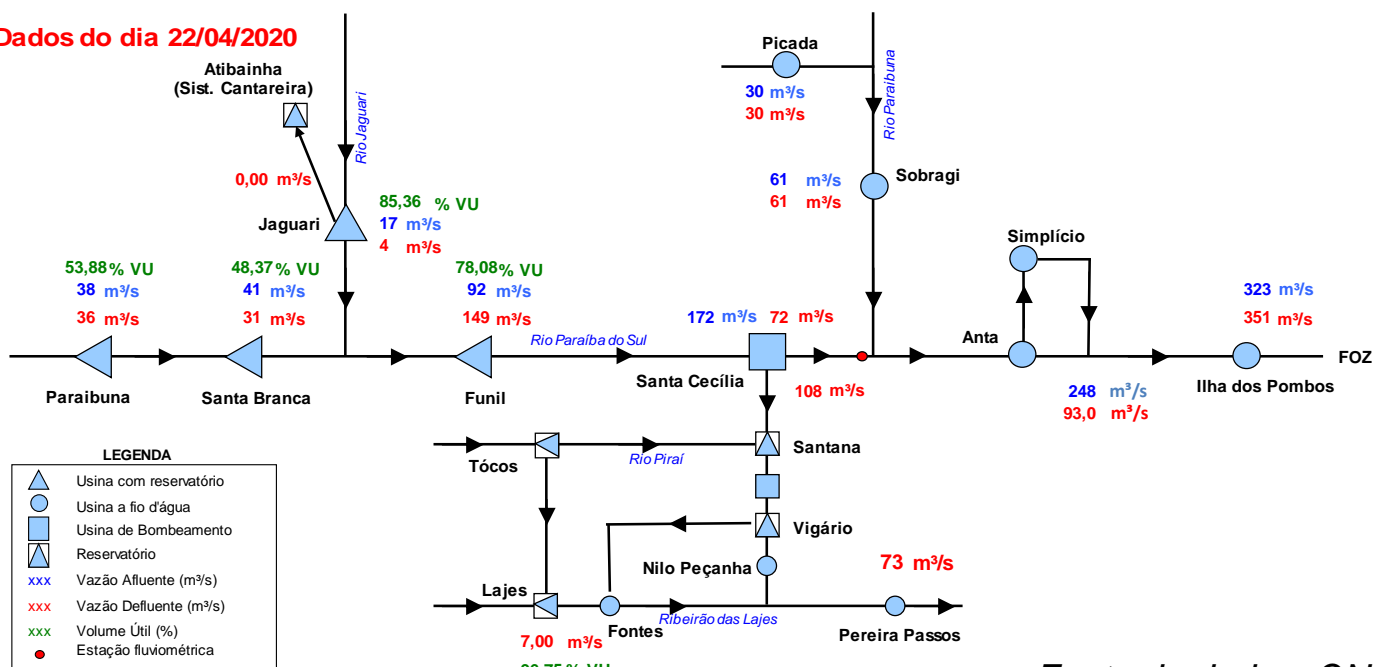 Dados do dia 22/04/2020
Atibainha
(Sist. Cantareira)
Rio Jaguari
0,00 m³/s
Jaguari
85,36 % VU
17 m³/s
4 m³/s
Picada
30 m³/s
30 m³/s
Rio Paraibuna
61 m³/s
61 m³/s
Sobragi
Simplício
53,88 % VU
38 m³/s
36 m³/s
Paraibuna
48,37 % VU
41 m³/s
31 m³/s
Santa Branca
78,08 % VU
92 m³/s
149 m³/s
Funil
Rio Paraíba do Sul
172 m³/s 72 m³/s
Santa Cecília
108 m³/s
Anta
248 m³/s
93,0 m³/s
323 m³/s
351 m³/s
Ilha dos Pombos
FOZ
Tócos
Rio Piraí
Santana
Vigário
Nilo Peçanha
73 m³/s
Lajes
7,00 m³/s
Fontes
Ribeirão das Lajes
Pereira Passos
LEGENDA
Usina com reservatório
Usina a fio d'água
Usina de Bombeamento
Reservatório
xxx Vazão Afluente (m³/s)
xxx Vazão Defluente (m³/s)
xxx Volume Útil (%)
Estação fluviométrica